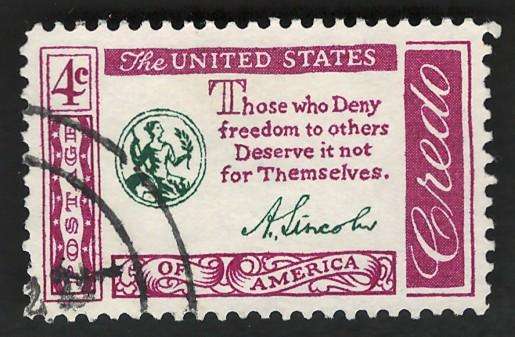 4c
The UNITED STATES
POSTAGE
Those who Deny
freedom to others
Deserve it not
for Themselves.
A. Lincoln
OF AMERICA
Credo